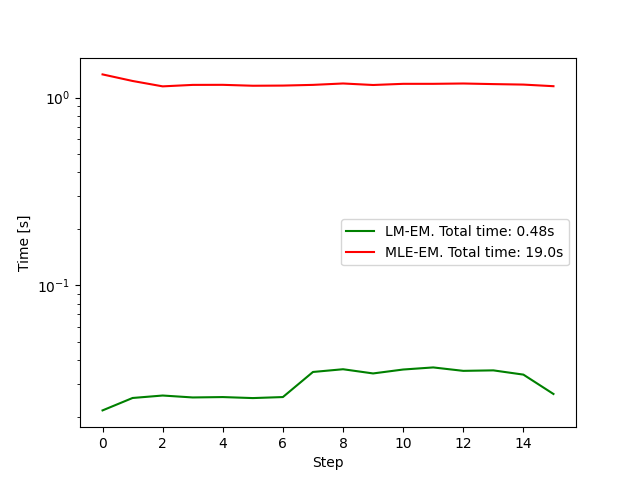 10⁰
10⁻¹
Time [s]
LM-EM. Total time: 0.48s
MLE-EM. Total time: 19.0s
0 2 4 6 8 10 12 14
Step